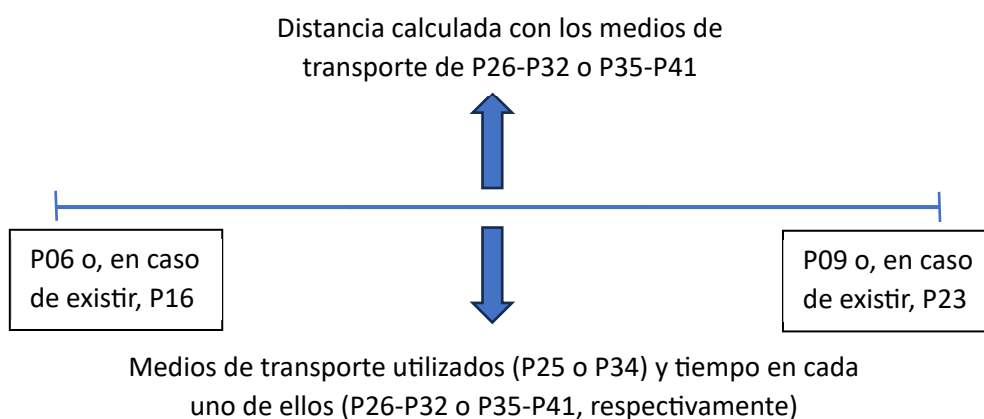 Distancia calculada con los medios de
transporte de P26-P32 o P35-P41
P06 o, en caso
de existir, P16
P09 o, en caso
de existir, P23
Medios de transporte utilizados (P25 o P34) y tiempo en cada
uno de ellos (P26-P32 o P35-P41, respectivamente)